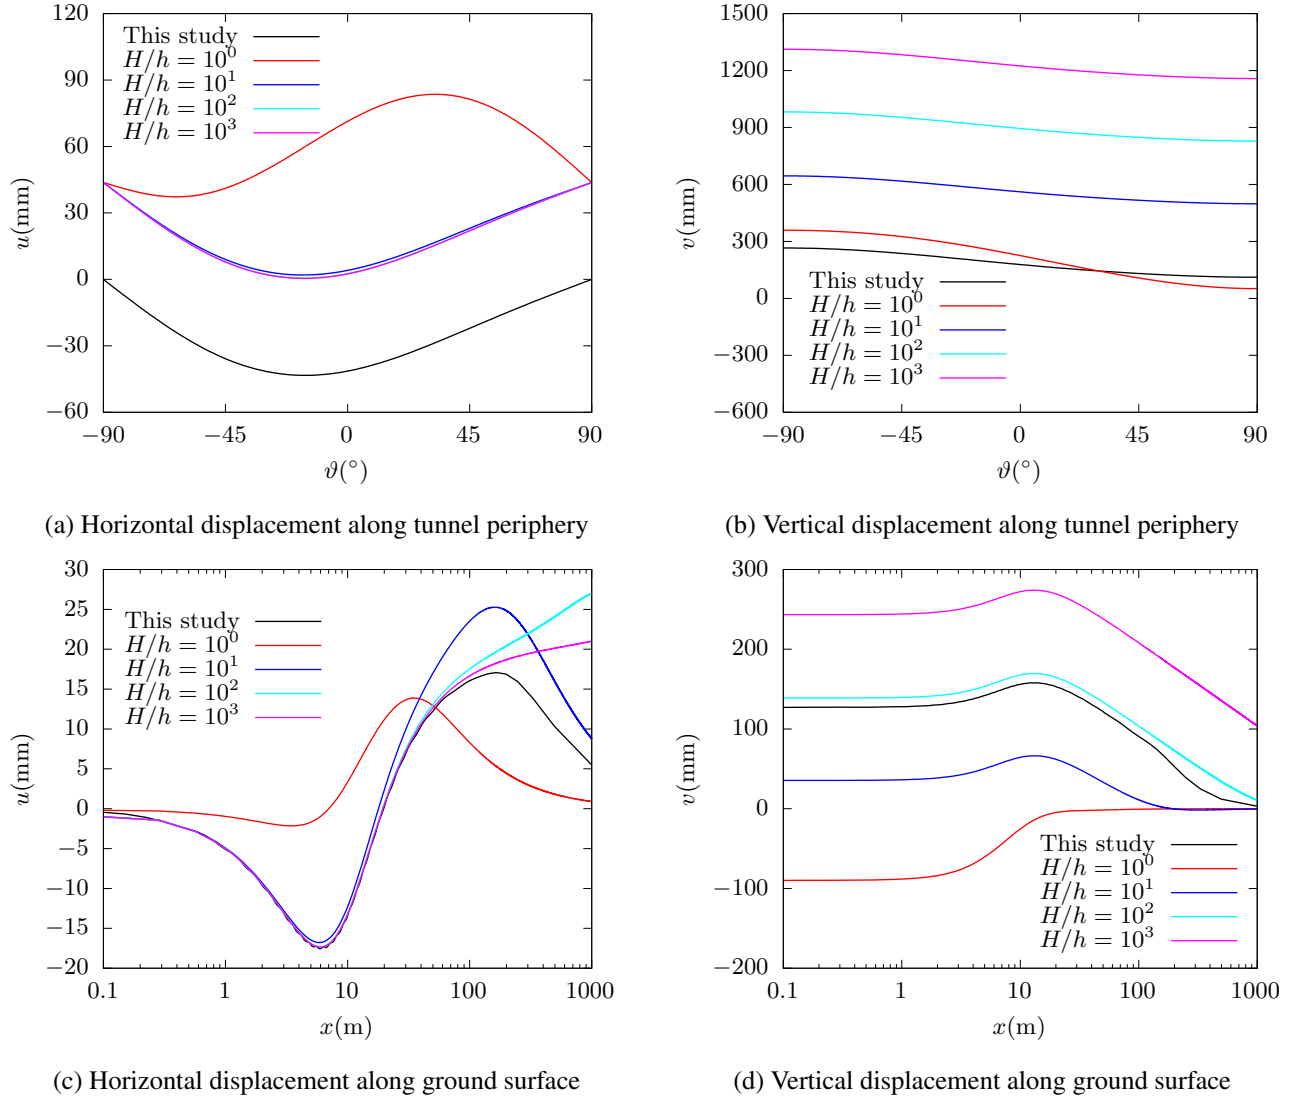 120
90
60
30
0
−30
−60
u(mm)
This study
H/h = 10^0
H/h = 10^1
H/h = 10^2
H/h = 10^3
−90 −45 0 45 90
ϑ(°)
(a) Horizontal displacement along tunnel periphery
1500
1200
900
600
300
0
−300
−600
v(mm)
This study
H/h = 10^0
H/h = 10^1
H/h = 10^2
H/h = 10^3
−90 −45 0 45 90
ϑ(°)
(b) Vertical displacement along tunnel periphery
30
25
20
15
10
5
0
−5
−10
−15
−20
u(mm)
This study
H/h = 10^0
H/h = 10^1
H/h = 10^2
H/h = 10^3
0.1 1 10 100 1000
x(m)
(c) Horizontal displacement along ground surface
300
200
100
0
−100
−200
v(mm)
This study
H/h = 10^0
H/h = 10^1
H/h = 10^2
H/h = 10^3
0.1 1 10 100 1000
x(m)
(d) Vertical displacement along ground surface